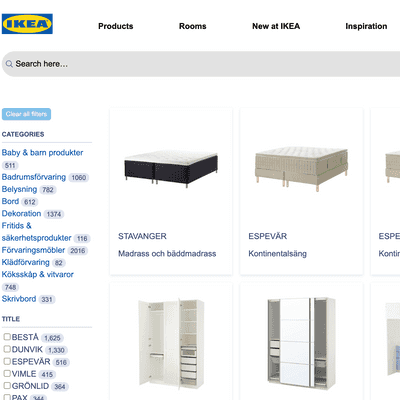 IKEA
Products Rooms New at IKEA Inspiration
Search here…
Clear all filters
CATEGORIES
Baby & barn produkter
511
Badrumsförvaring 1060
Belysning 782
Bord 612
Dekoration 1374
Fritids &
säkerhetsprodukter 116
Förvaringsmöbler 2016
Klädförvaring 82
Köksskåp & vitvaror
748
Skrivbord 331
TITLE
BESTÅ 1,625
DUNVIK 1,330
ESPEVÄR 516
VIMLE 415
GRÖNLID 364
PAX 344
STAVANGER
Madrass och bäddmadrass
ESPEVÄR
Kontinentalsäng
ESPE
Konti